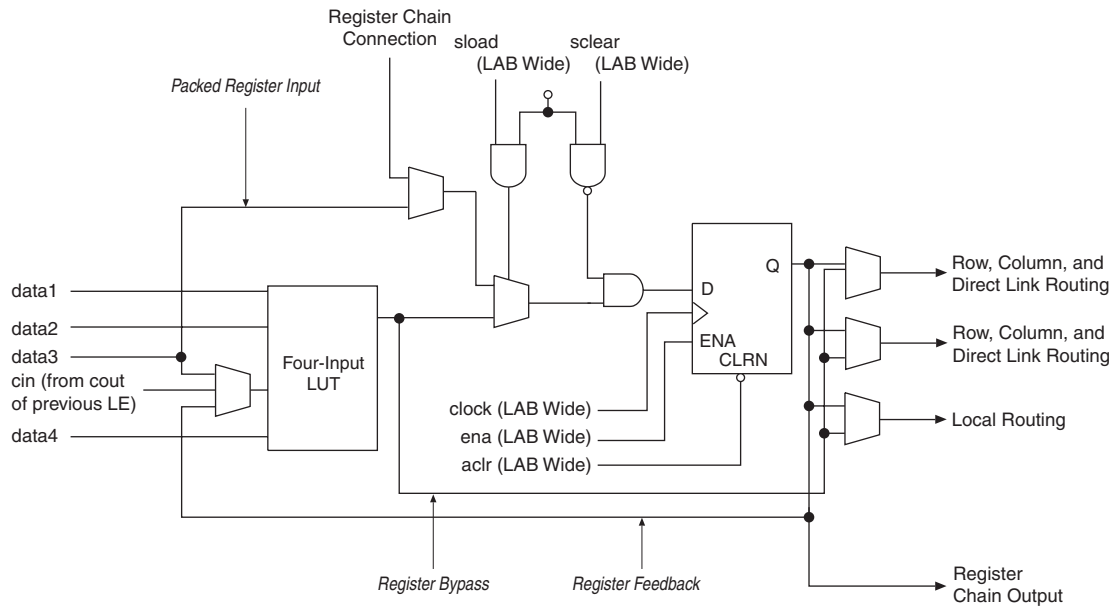 Register Chain
Connection
sload
(LAB Wide)
sclear
(LAB Wide)
Packed Register Input
data1
data2
data3
cin (from cout
of previous LE)
data4
Four-Input
LUT
Q
D
ENA
CLRN
clock (LAB Wide)
ena (LAB Wide)
aclr (LAB Wide)
Row, Column, and
Direct Link Routing
Row, Column, and
Direct Link Routing
Local Routing
Register Bypass
Register Feedback
Register
Chain Output